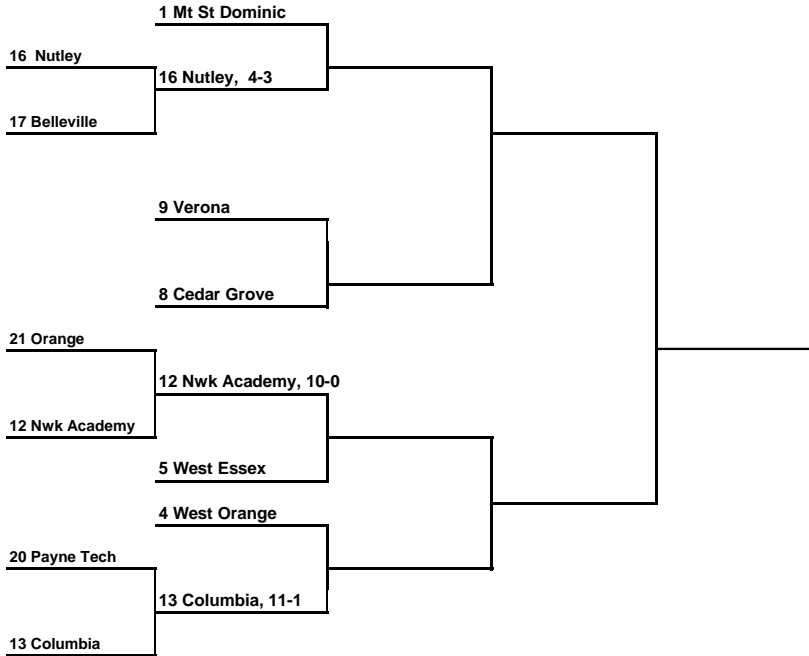 1 Mt St Dominic
16 Nutley
16 Nutley, 4-3
17 Belleville
9 Verona
8 Cedar Grove
21 Orange
12 Nwk Academy, 10-0
12 Nwk Academy
5 West Essex
4 West Orange
20 Payne Tech
13 Columbia, 11-1
13 Columbia